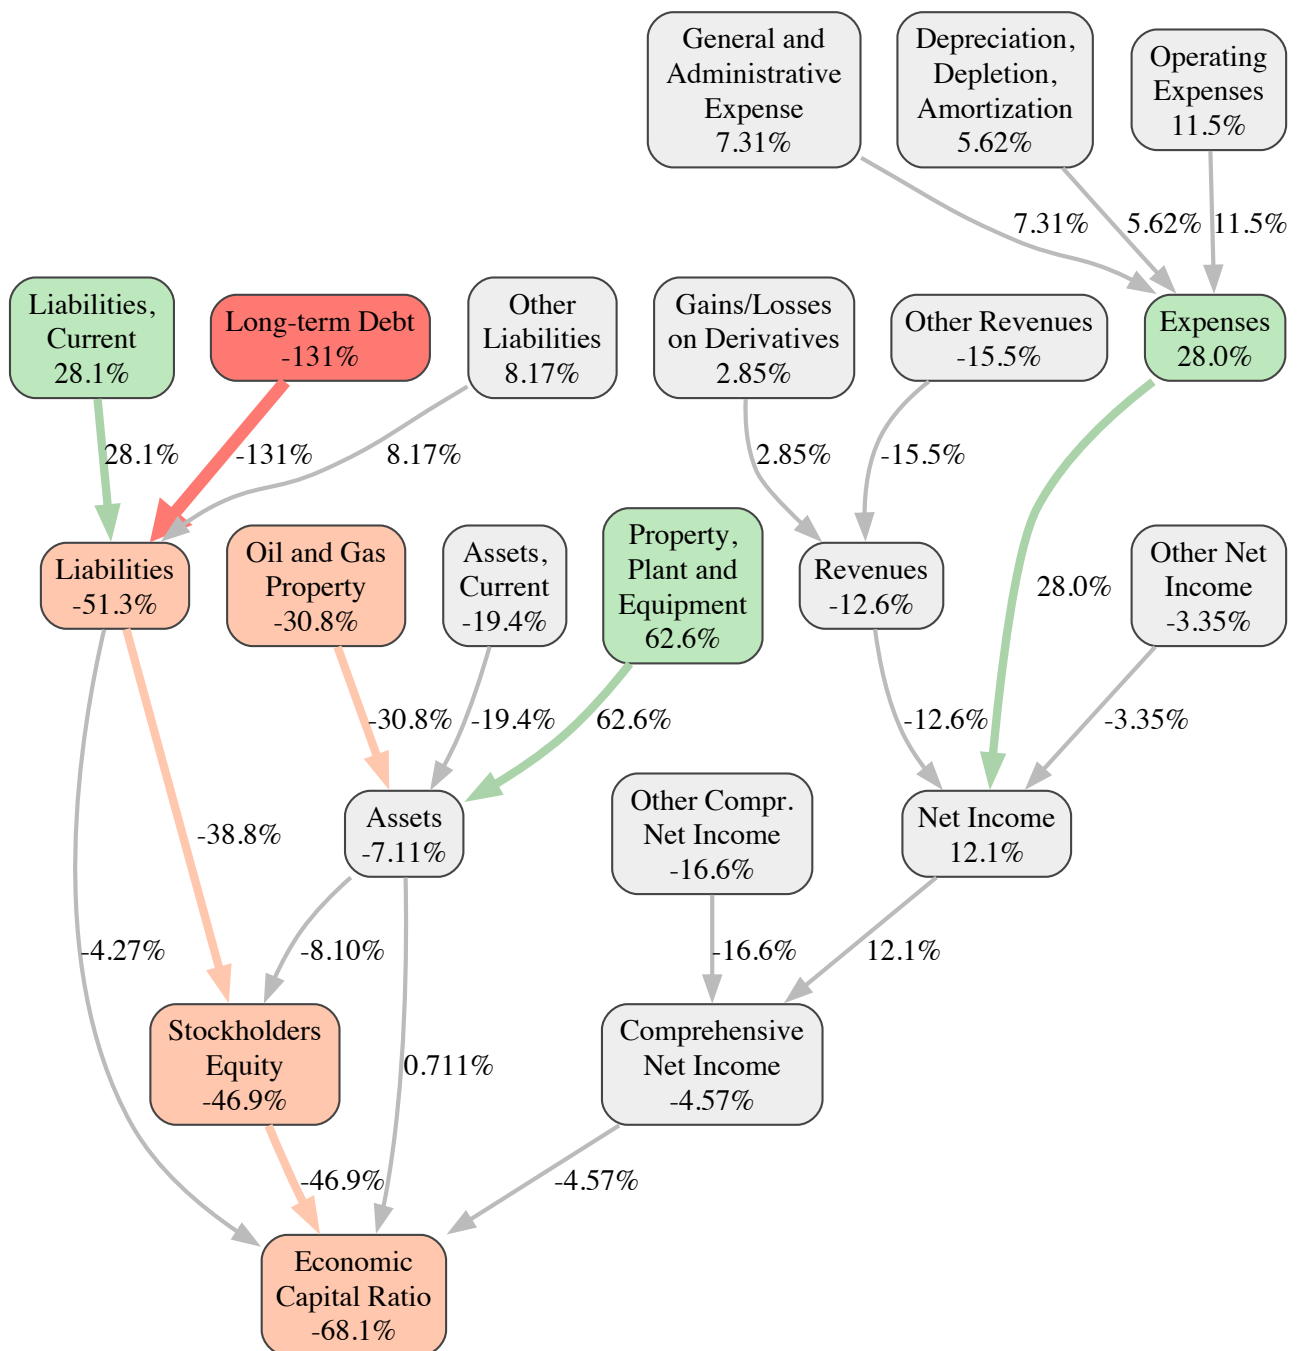 General and
Administrative
Expense
7.31%
Depreciation,
Depletion,
Amortization
5.62%
Operating
Expenses
11.5%
7.31%
5.62%
11.5%
Liabilities,
Current
28.1%
Long-term Debt
-131%
Other
Liabilities
8.17%
Gains/Losses
on Derivatives
2.85%
Other Revenues
-15.5%
Expenses
28.0%
28.1%
-131%
8.17%
2.85%
-15.5%
Liabilities
-51.3%
Oil and Gas
Property
-30.8%
Assets,
Current
-19.4%
Property,
Plant and
Equipment
62.6%
Revenues
-12.6%
28.0%
Other Net
Income
-3.35%
-30.8%
-19.4%
62.6%
-12.6%
-3.35%
-38.8%
Assets
-7.11%
Other Compr.
Net Income
-16.6%
Net Income
12.1%
-4.27%
-8.10%
-16.6%
12.1%
Stockholders
Equity
-46.9%
0.711%
Comprehensive
Net Income
-4.57%
-46.9%
-4.57%
Economic
Capital Ratio
-68.1%